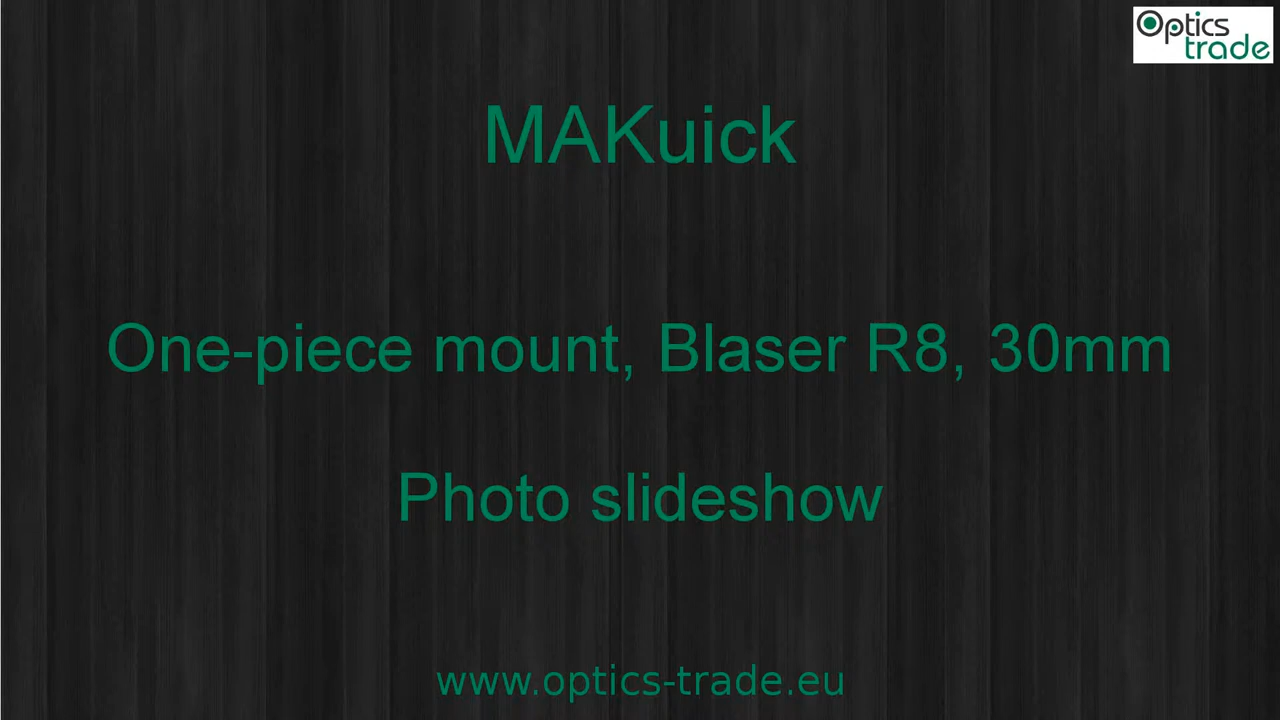 Optics
trade
MAKuick
One-piece mount, Blaser R8, 30mm
Photo slideshow
www.optics-trade.eu